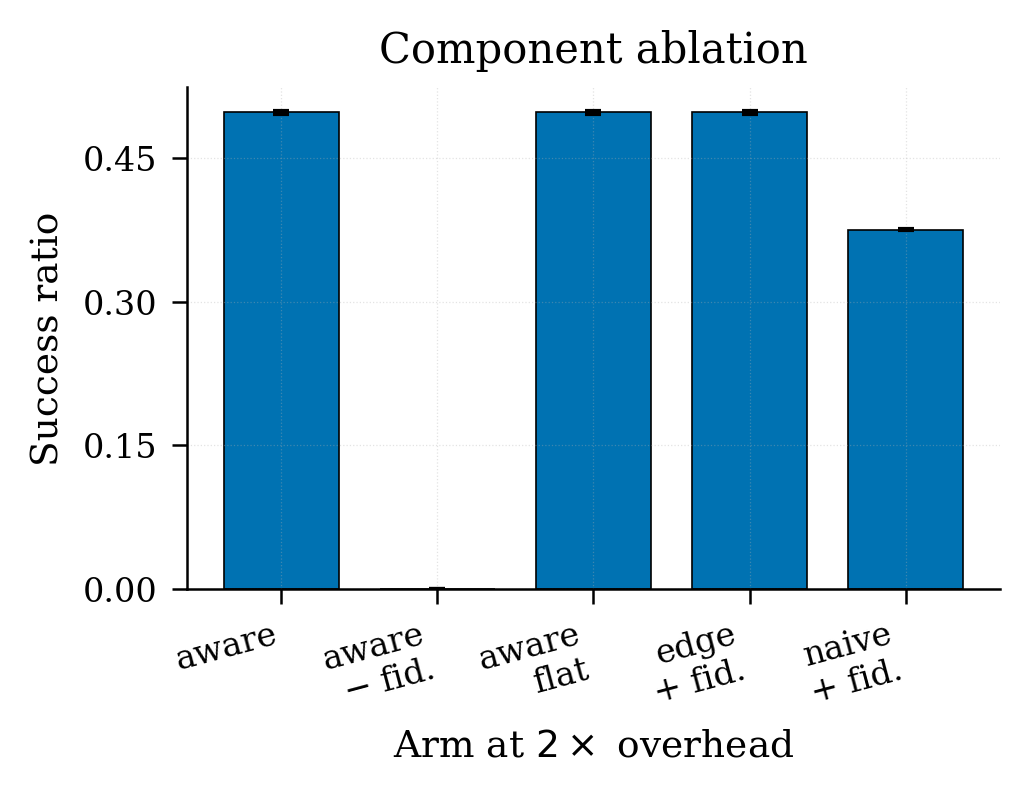 Component ablation
Success ratio
0.45
0.30
0.15
0.00
aware
aware
− fid.
aware
flat
edge
+ fid.
naive
+ fid.
Arm at 2× overhead